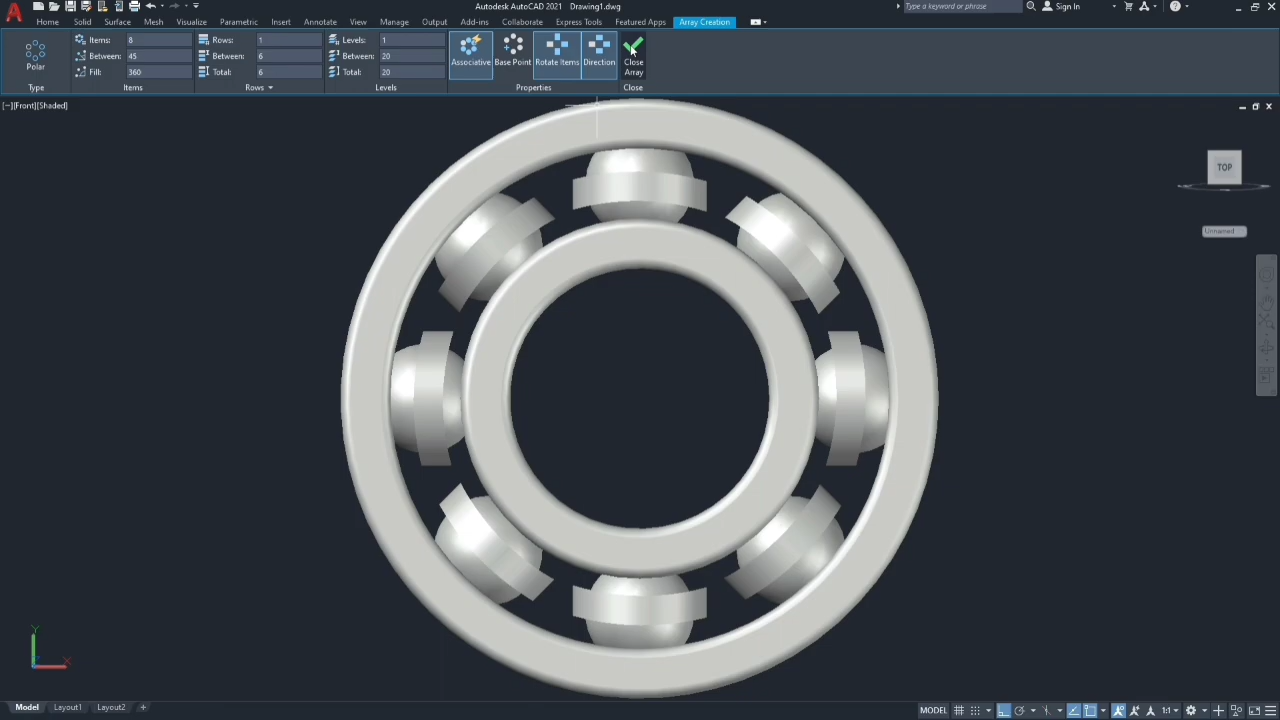 Autodesk AutoCAD 2021 Drawing1.dwg
Type a keyword or phrase
Sign In
Home Solid Surface Mesh Visualize Parametric Insert Annotate View Manage Output Add-ins Collaborate Express Tools Featured Apps Array Creation
Polar
Items: 8
Between: 45
Fill: 360
Rows: 1
Between: 6
Total: 6
Levels: 1
Between: 20
Total: 20
Associative
Base Point
Rotate Items
Direction
Close
Array
Type Items Rows Levels Properties Close
[−][Front][Shaded]
TOP
Unnamed
Y
X
Model Layout1 Layout2 +
MODEL
1:1